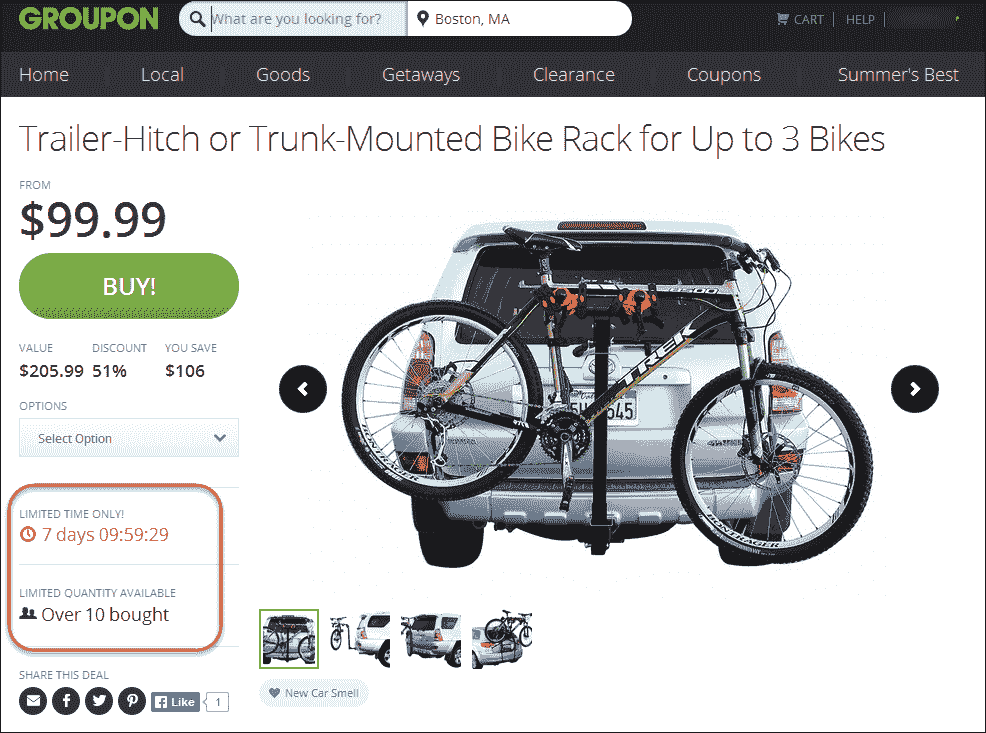 GROUPON
What are you looking for?
Boston, MA
CART
HELP
Home
Local
Goods
Getaways
Clearance
Coupons
Summer's Best
Trailer-Hitch or Trunk-Mounted Bike Rack for Up to 3 Bikes
FROM
$99.99
BUY!
VALUE DISCOUNT YOU SAVE
$205.99 51% $106
OPTIONS
Select Option
TREK
BONTRAGER
BONTRAGER
LIMITED TIME ONLY!
7 days 09:59:29
LIMITED QUANTITY AVAILABLE
Over 10 bought
SHARE THIS DEAL
Like
1
New Car Smell